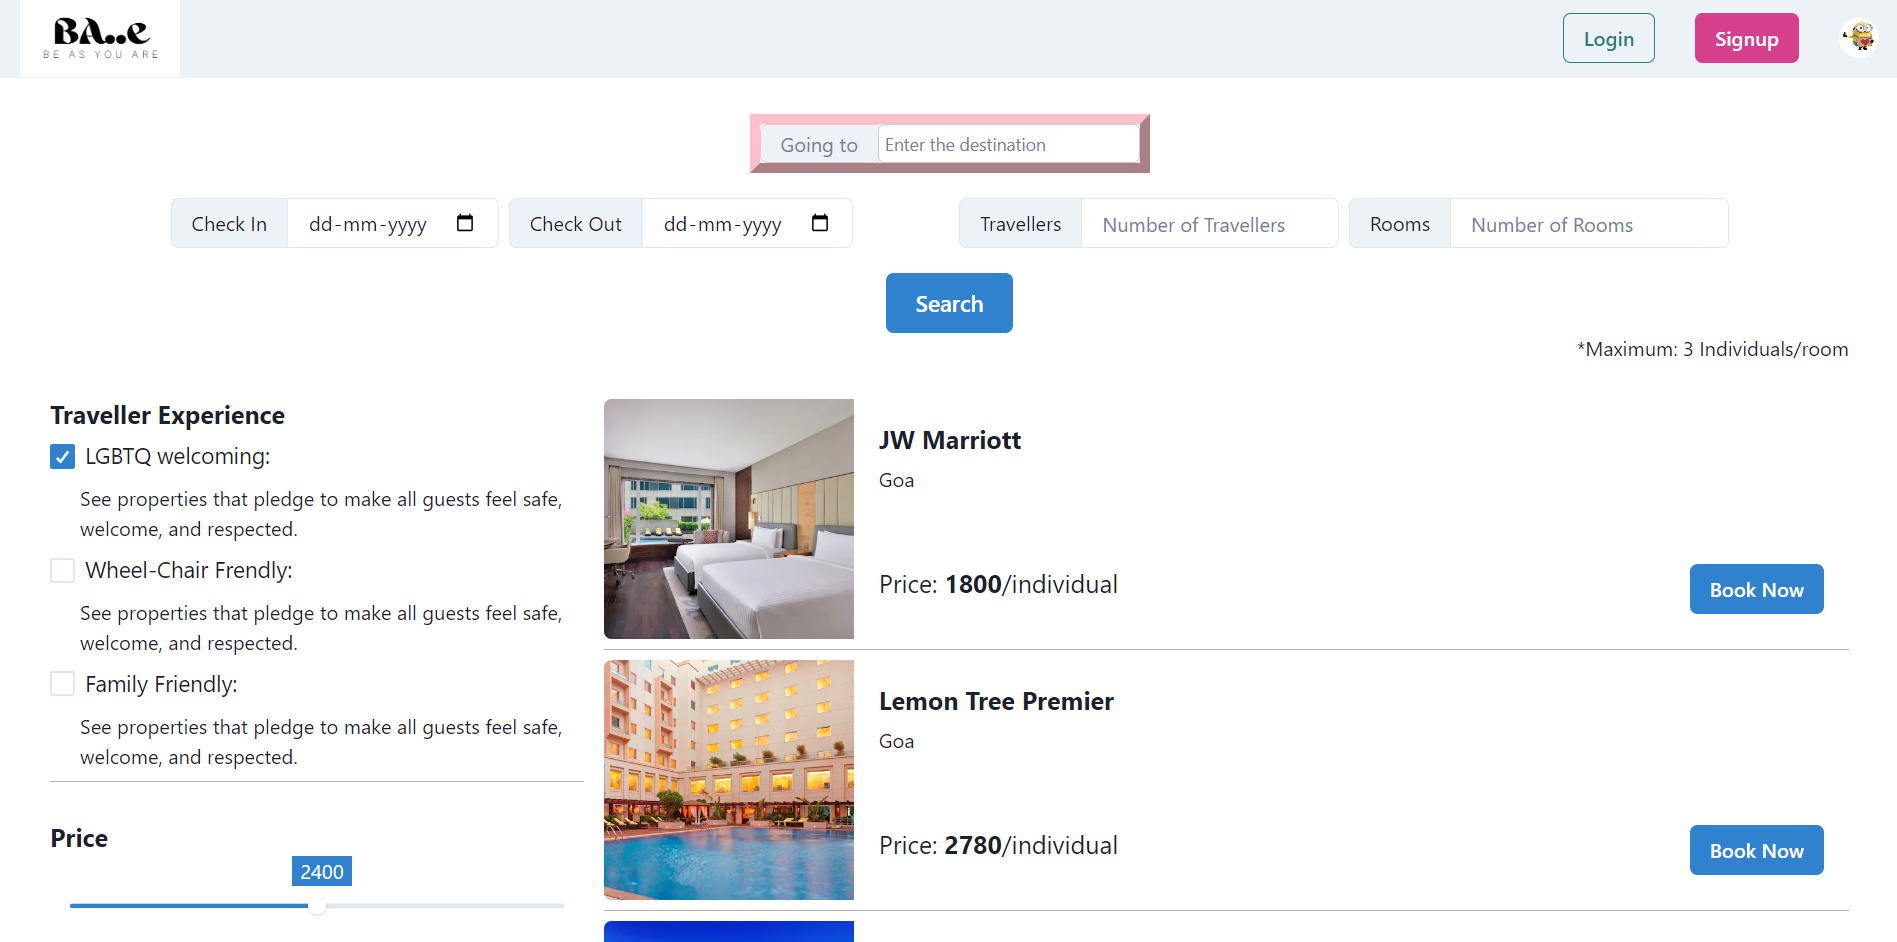 BA..e
BE AS YOU ARE
Login
Signup
Going to
Enter the destination
Check In
dd-mm-yyyy
Check Out
dd-mm-yyyy
Travellers
Number of Travellers
Rooms
Number of Rooms
Search
*Maximum: 3 Individuals/room
Traveller Experience
LGBTQ welcoming:
See properties that pledge to make all guests feel safe,
welcome, and respected.
Wheel-Chair Frendly:
See properties that pledge to make all guests feel safe,
welcome, and respected.
Family Friendly:
See properties that pledge to make all guests feel safe,
welcome, and respected.
Price
2400
JW Marriott
Goa
Price: 1800/individual
Book Now
Lemon Tree Premier
Goa
Price: 2780/individual
Book Now